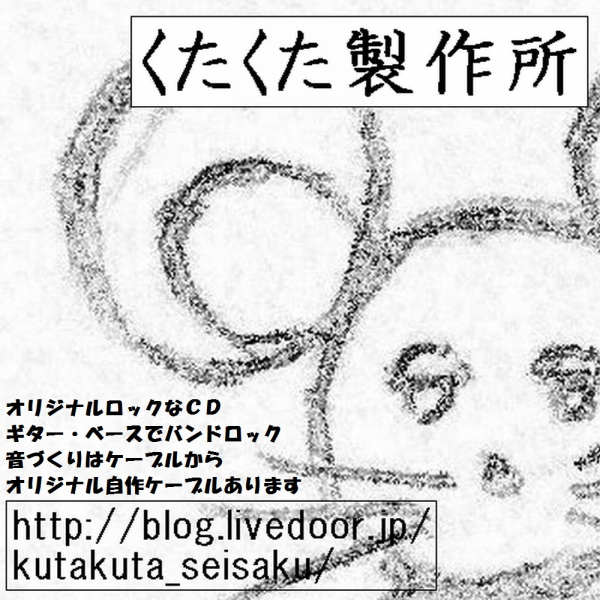 くたくた製作所
オリジナルロックなCD
ギター・ベースでバンドロック
音づくりはケーブルから
オリジナル自作ケーブルあります
http://blog.livedoor.jp/
kutakuta_seisaku/